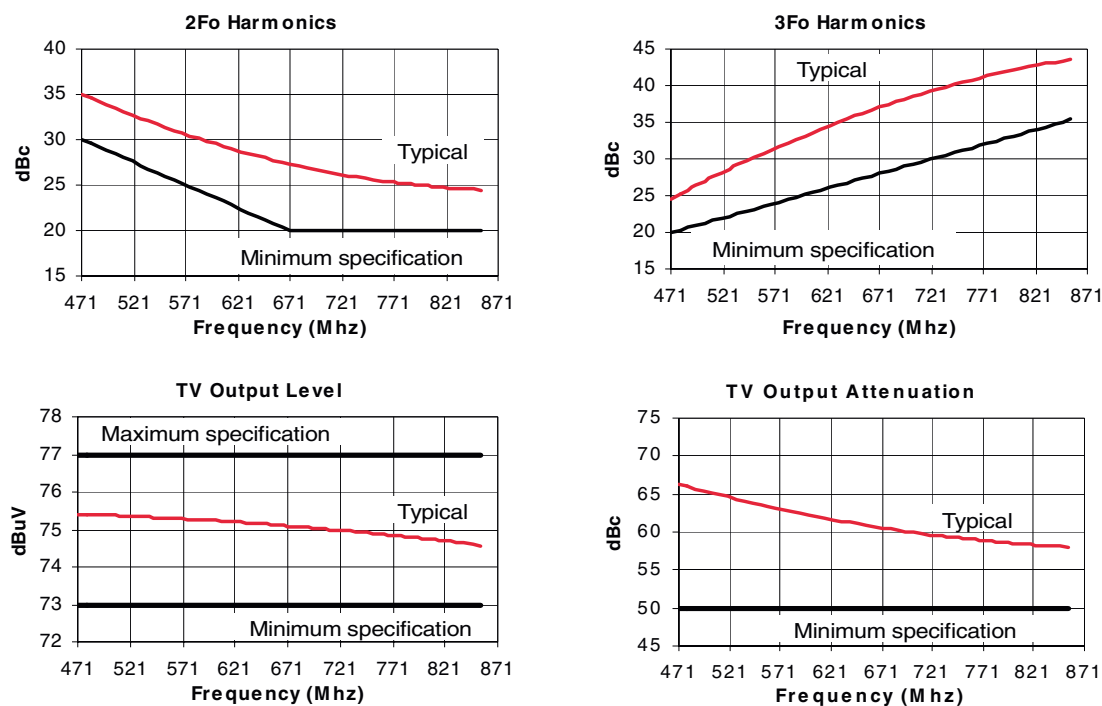 2Fo Harmonics
40
35
30
25
20
15
dBc
Typical
Minimum specification
471 521 571 621 671 721 771 821 871
Frequency (Mhz)
3Fo Harmonics
45
40
35
30
25
20
15
dBc
Typical
Minimum specification
471 521 571 621 671 721 771 821 871
Frequency (Mhz)
TV Output Level
78
77
76
75
74
73
72
dBuV
Maximum specification
Typical
Minimum specification
471 521 571 621 671 721 771 821 871
Frequency (Mhz)
TV Output Attenuation
75
70
65
60
55
50
45
dBc
Typical
Minimum specification
471 521 571 621 671 721 771 821 871
Frequency (Mhz)